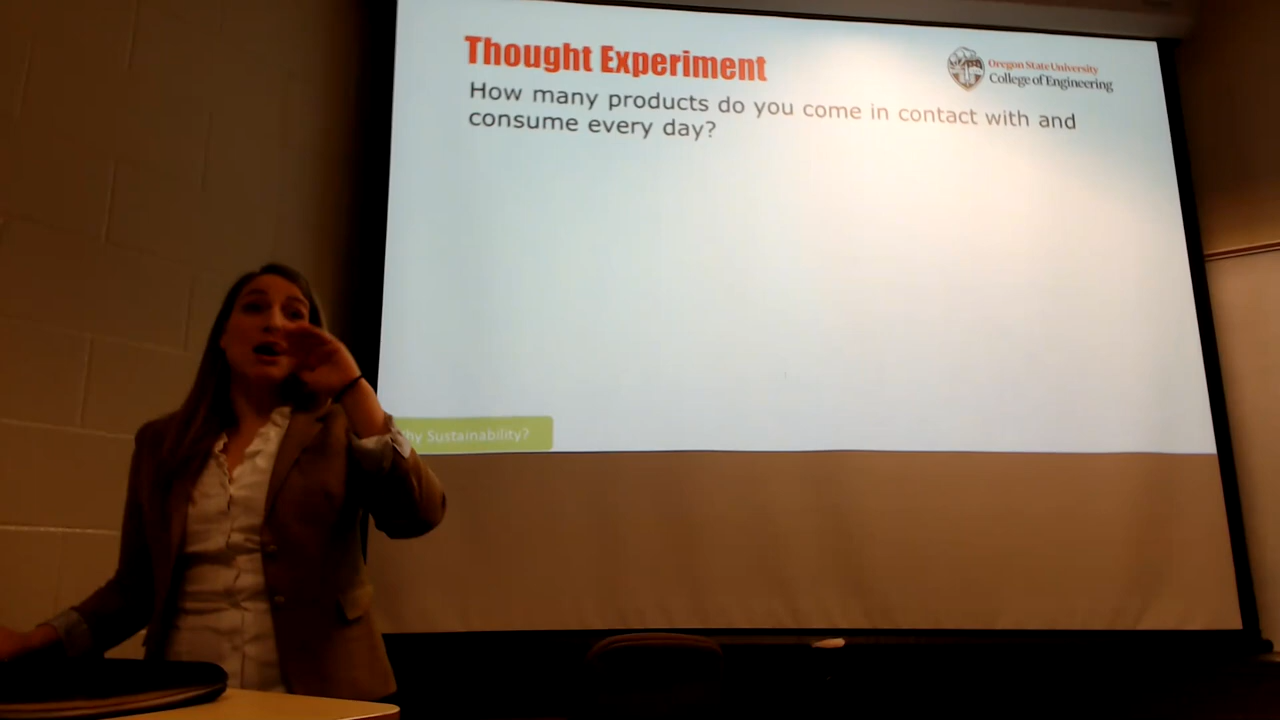 Thought Experiment
Oregon State University
College of Engineering
How many products do you come in contact with and
consume every day?
hy Sustainability?